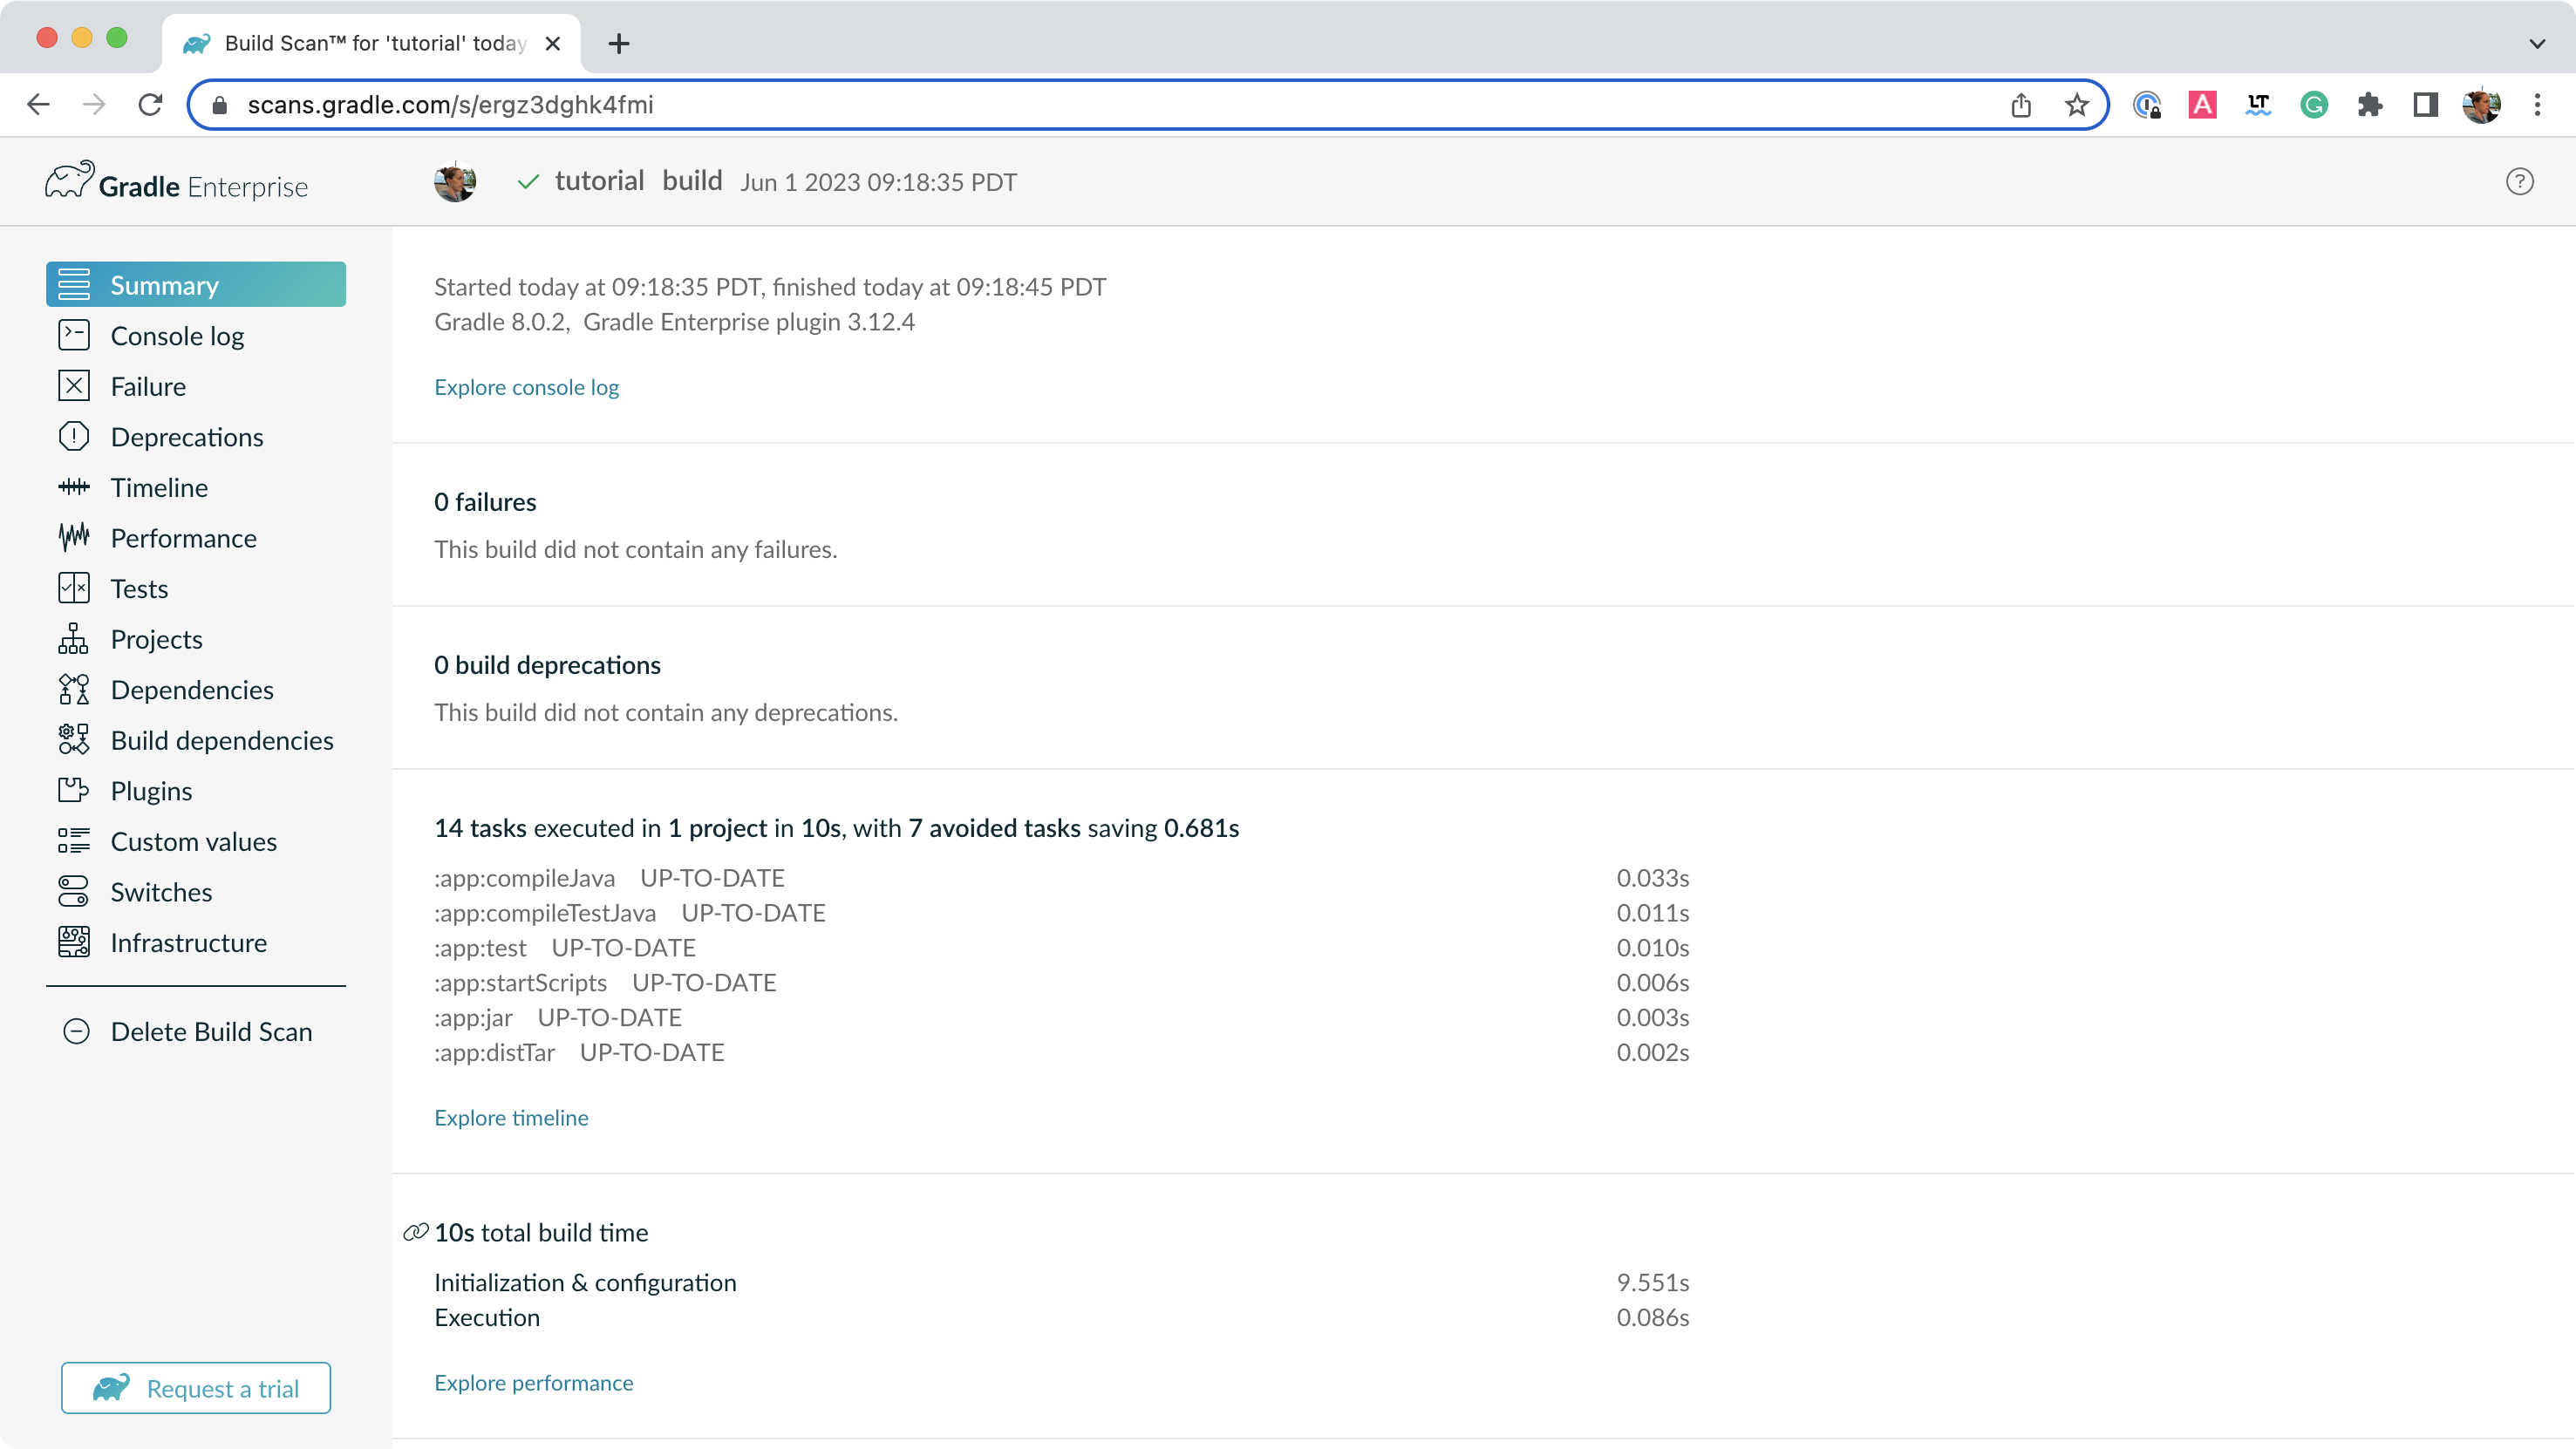 Build Scan™ for 'tutorial' today
scans.gradle.com/s/ergz3dghk4fmi
A
LT
G
Gradle Enterprise
tutorial build Jun 1 2023 09:18:35 PDT
?
Summary
Console log
Failure
Deprecations
Timeline
Performance
Tests
Projects
Dependencies
Build dependencies
Plugins
Custom values
Switches
Infrastructure
Delete Build Scan
Request a trial
Started today at 09:18:35 PDT, finished today at 09:18:45 PDT
Gradle 8.0.2, Gradle Enterprise plugin 3.12.4
Explore console log
0 failures
This build did not contain any failures.
0 build deprecations
This build did not contain any deprecations.
14 tasks executed in 1 project in 10s, with 7 avoided tasks saving 0.681s
:app:compileJava UP-TO-DATE 0.033s
:app:compileTestJava UP-TO-DATE 0.011s
:app:test UP-TO-DATE 0.010s
:app:startScripts UP-TO-DATE 0.006s
:app:jar UP-TO-DATE 0.003s
:app:distTar UP-TO-DATE 0.002s
Explore timeline
10s total build time
Initialization & configuration 9.551s
Execution 0.086s
Explore performance